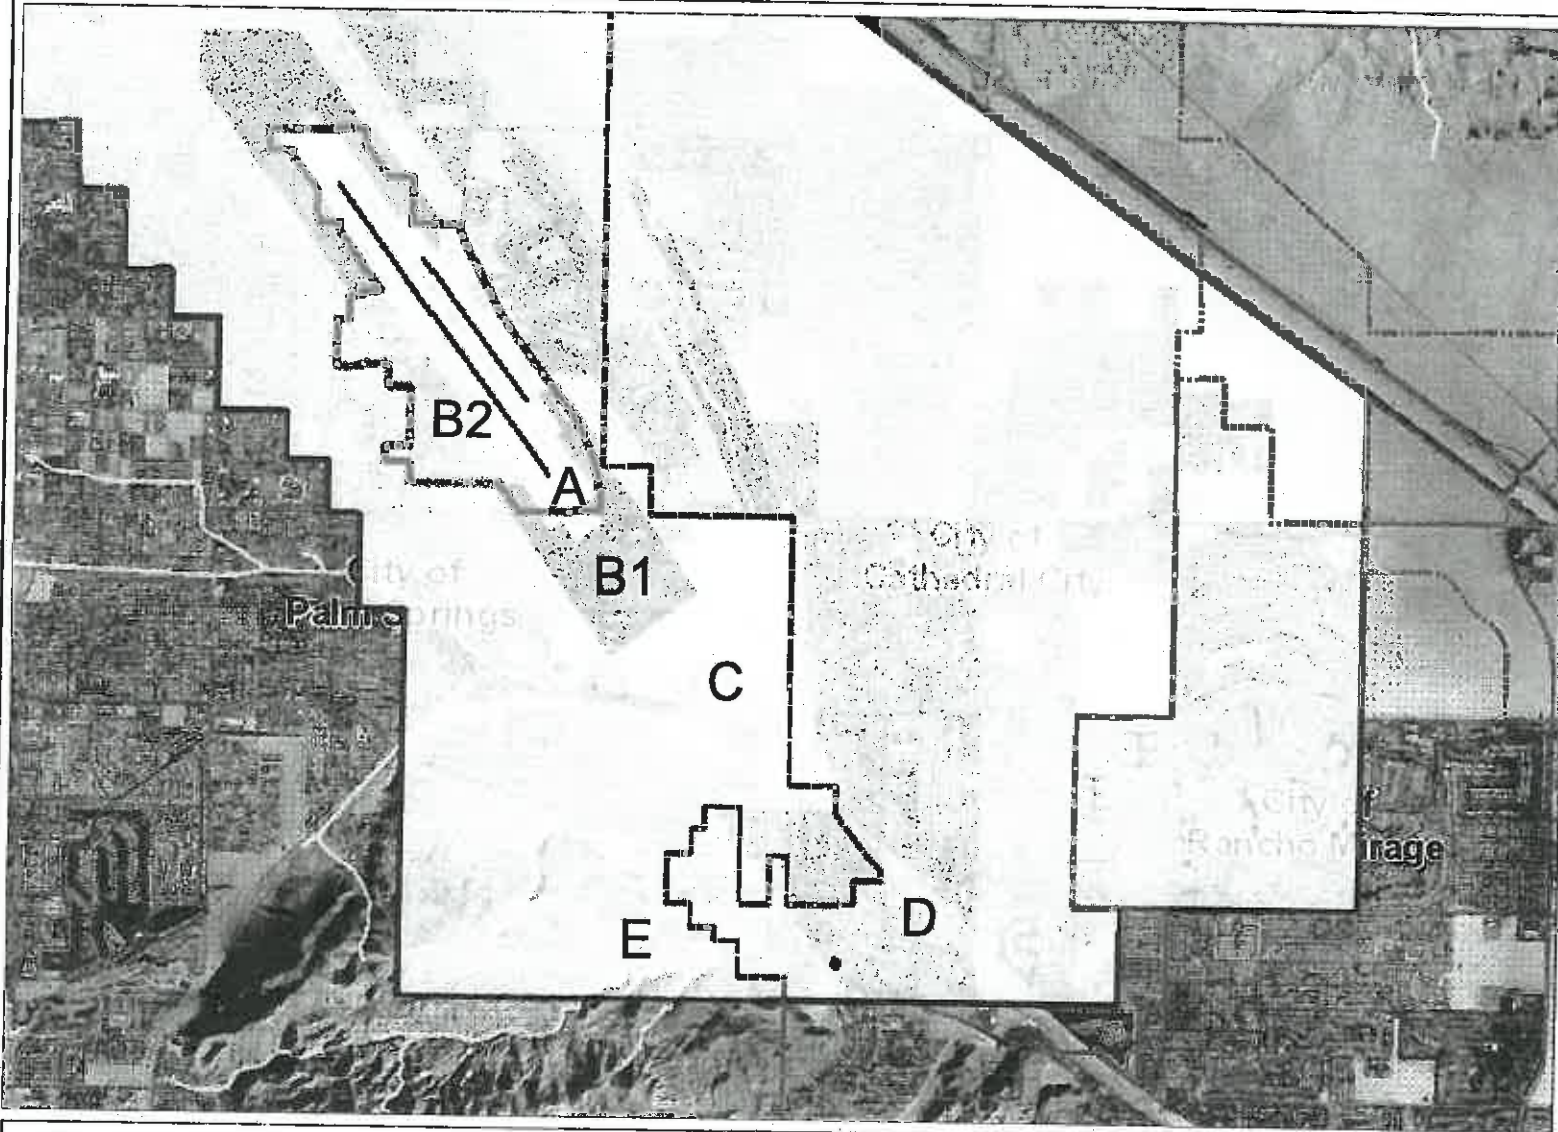 B2
A
City of
Cathedral City
B1
City of
Palm Springs
C
City of
Rancho Mirage
D
E